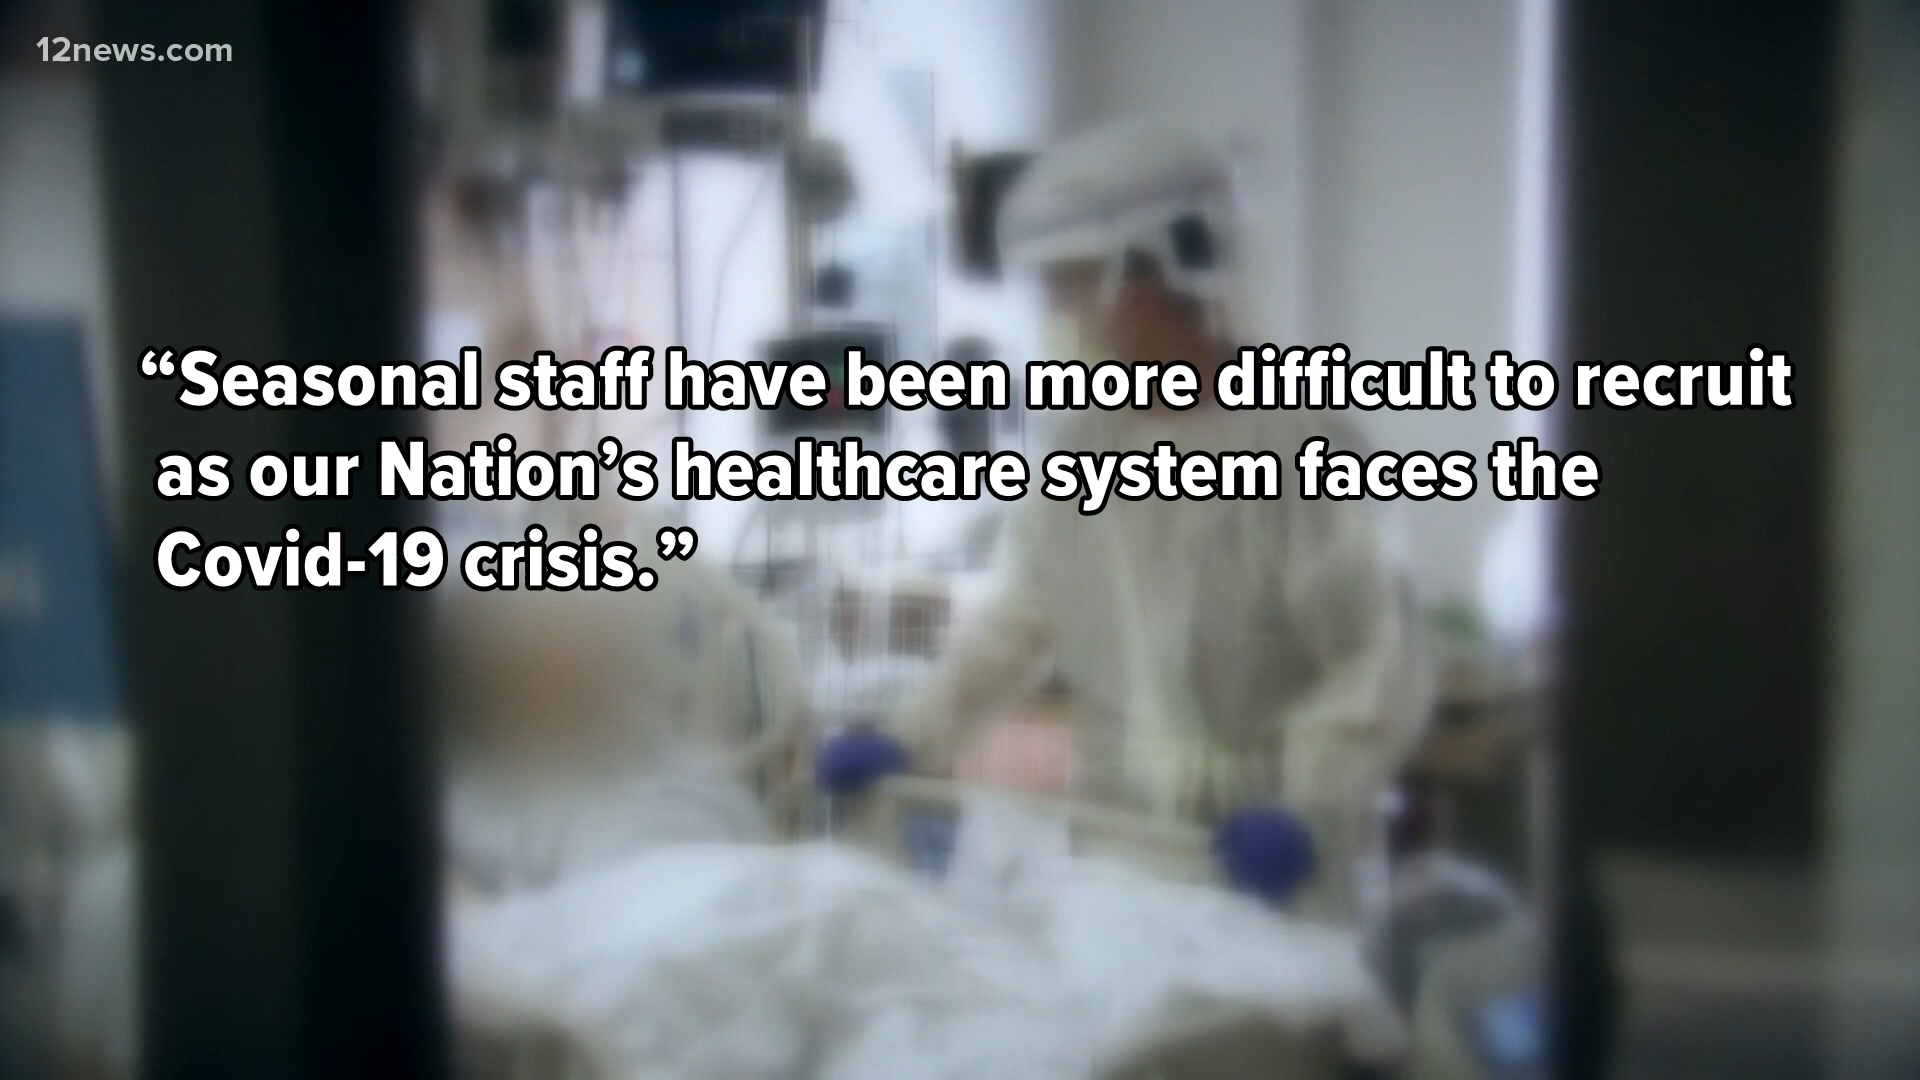 12news.com
“Seasonal staff have been more difficult to recruit
as our Nation’s healthcare system faces the
Covid-19 crisis.”